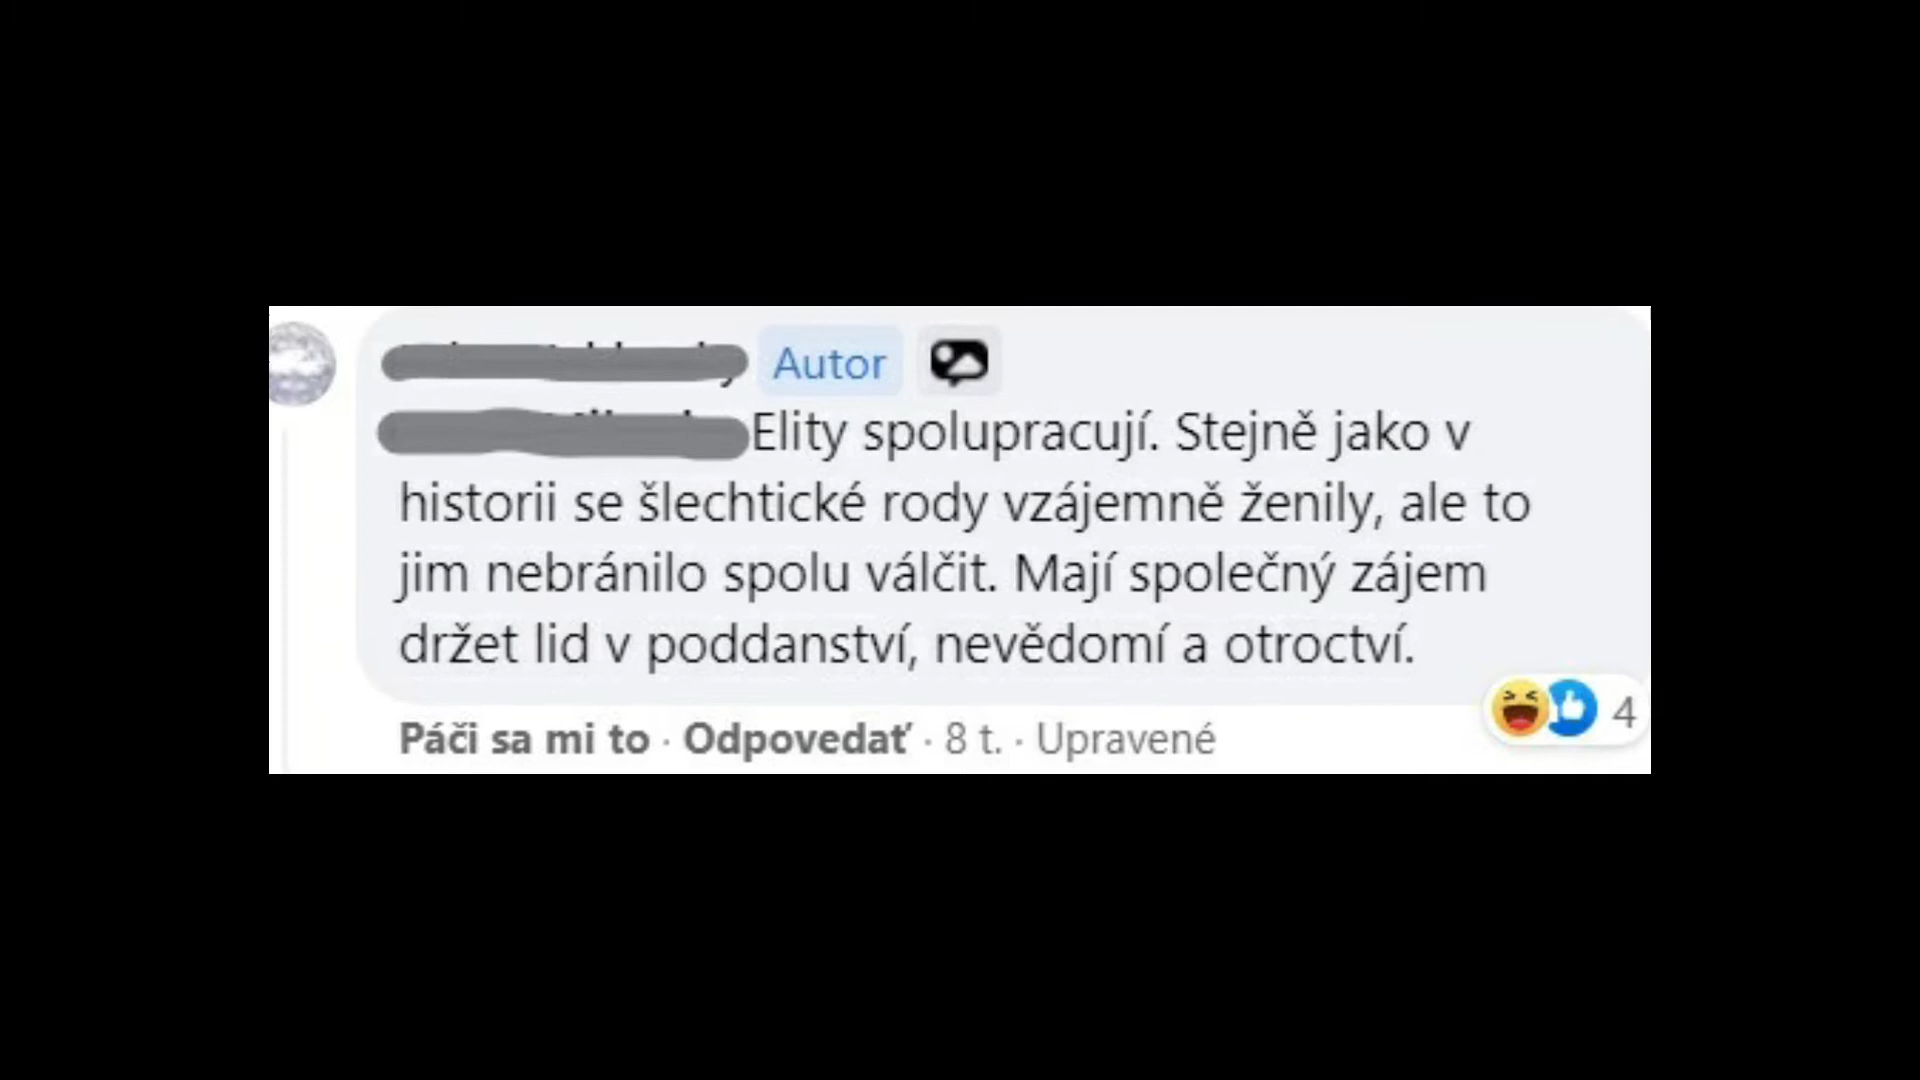 Autor
Elity spolupracují. Stejně jako v
historii se šlechtické rody vzájemně ženily, ale to
jim nebránilo spolu válčit. Mají společný zájem
držet lid v poddanství, nevědomí a otroctví.
Páči sa mi to · Odpovedať · 8 t. · Upravené
4